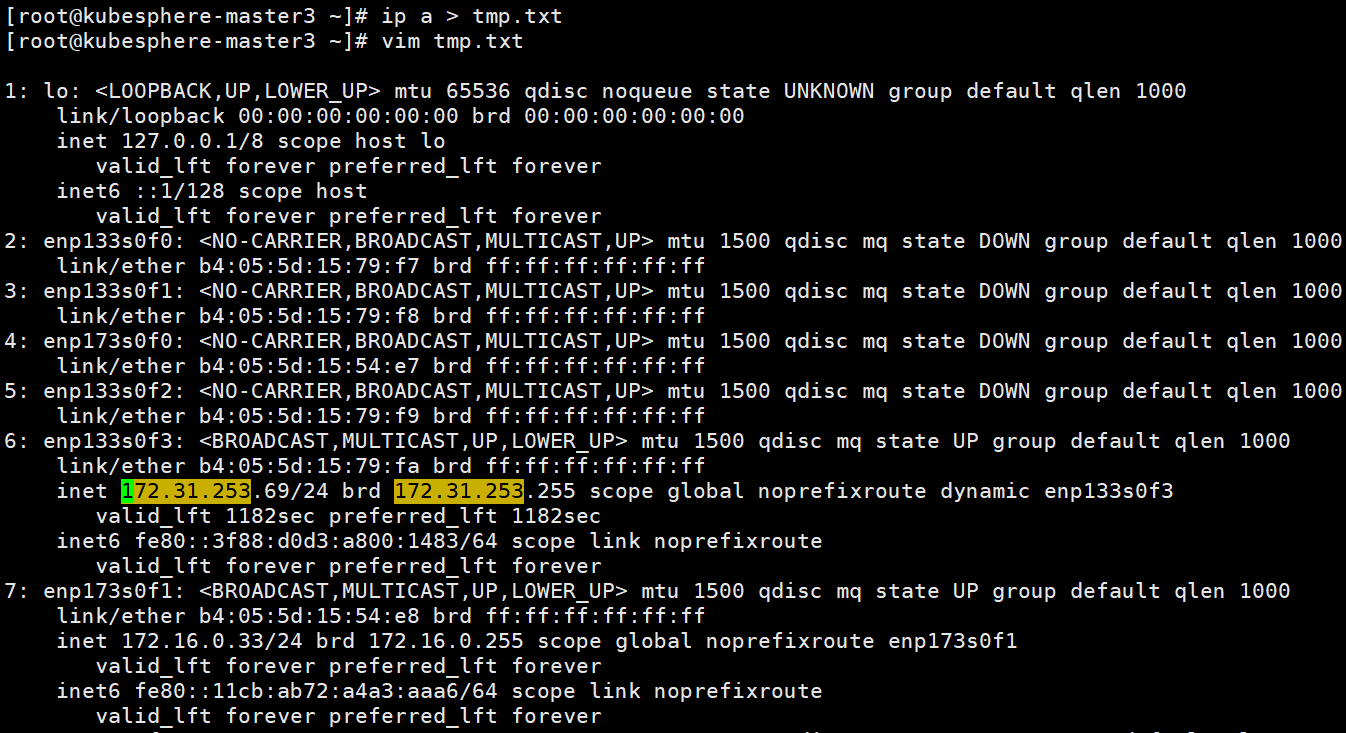 [root@kubesphere-master3 ~]# ip a > tmp.txt
[root@kubesphere-master3 ~]# vim tmp.txt
1: lo: <LOOPBACK,UP,LOWER_UP> mtu 65536 qdisc noqueue state UNKNOWN group default qlen 1000
link/loopback 00:00:00:00:00:00 brd 00:00:00:00:00:00
inet 127.0.0.1/8 scope host lo
valid_lft forever preferred_lft forever
inet6 ::1/128 scope host
valid_lft forever preferred_lft forever
2: enp133s0f0: <NO-CARRIER,BROADCAST,MULTICAST,UP> mtu 1500 qdisc mq state DOWN group default qlen 1000
link/ether b4:05:5d:15:79:f7 brd ff:ff:ff:ff:ff:ff
3: enp133s0f1: <NO-CARRIER,BROADCAST,MULTICAST,UP> mtu 1500 qdisc mq state DOWN group default qlen 1000
link/ether b4:05:5d:15:79:f8 brd ff:ff:ff:ff:ff:ff
4: enp173s0f0: <NO-CARRIER,BROADCAST,MULTICAST,UP> mtu 1500 qdisc mq state DOWN group default qlen 1000
link/ether b4:05:5d:15:54:e7 brd ff:ff:ff:ff:ff:ff
5: enp133s0f2: <NO-CARRIER,BROADCAST,MULTICAST,UP> mtu 1500 qdisc mq state DOWN group default qlen 1000
link/ether b4:05:5d:15:79:f9 brd ff:ff:ff:ff:ff:ff
6: enp133s0f3: <BROADCAST,MULTICAST,UP,LOWER_UP> mtu 1500 qdisc mq state UP group default qlen 1000
link/ether b4:05:5d:15:79:fa brd ff:ff:ff:ff:ff:ff
inet 172.31.253.69/24 brd 172.31.253.255 scope global noprefixroute dynamic enp133s0f3
valid_lft 1182sec preferred_lft 1182sec
inet6 fe80::3f88:d0d3:a800:1483/64 scope link noprefixroute
valid_lft forever preferred_lft forever
7: enp173s0f1: <BROADCAST,MULTICAST,UP,LOWER_UP> mtu 1500 qdisc mq state UP group default qlen 1000
link/ether b4:05:5d:15:54:e8 brd ff:ff:ff:ff:ff:ff
inet 172.16.0.33/24 brd 172.16.0.255 scope global noprefixroute enp173s0f1
valid_lft forever preferred_lft forever
inet6 fe80::11cb:ab72:a4a3:aaa6/64 scope link noprefixroute
valid_lft forever preferred_lft forever